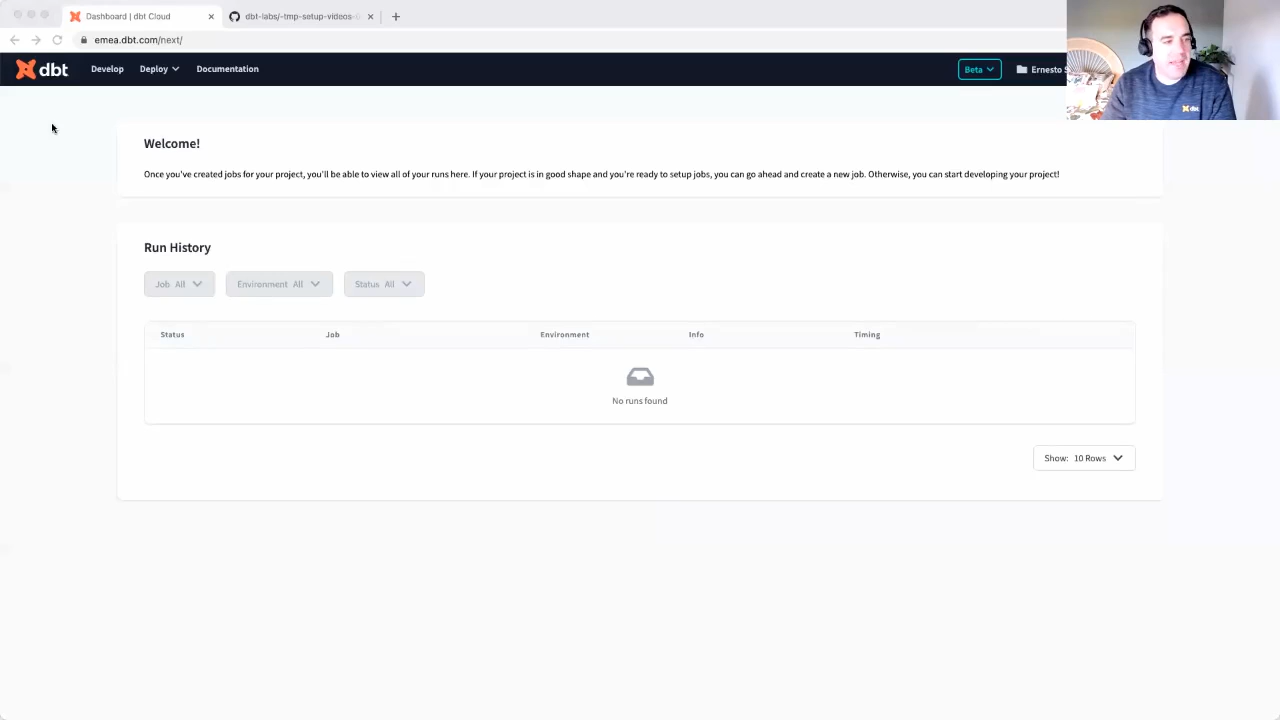 Dashboard | dbt Cloud
dbt-labs/-tmp-setup-videos-
emea.dbt.com/next/
dbt Develop Deploy Documentation Beta Ernesto
dbt
Welcome!
Once you've created jobs for your project, you'll be able to view all of your runs here. If your project is in good shape and you're ready to setup jobs, you can go ahead and create a new job. Otherwise, you can start developing your project!
Run History
Job All Environment All Status All
Status Job Environment Info Timing
No runs found
Show: 10 Rows